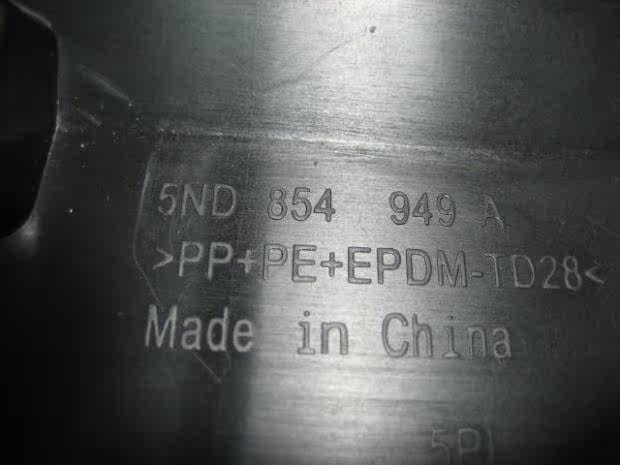 5ND 854 949 A
>PP+PE+EPDM-TD28<
Made in China